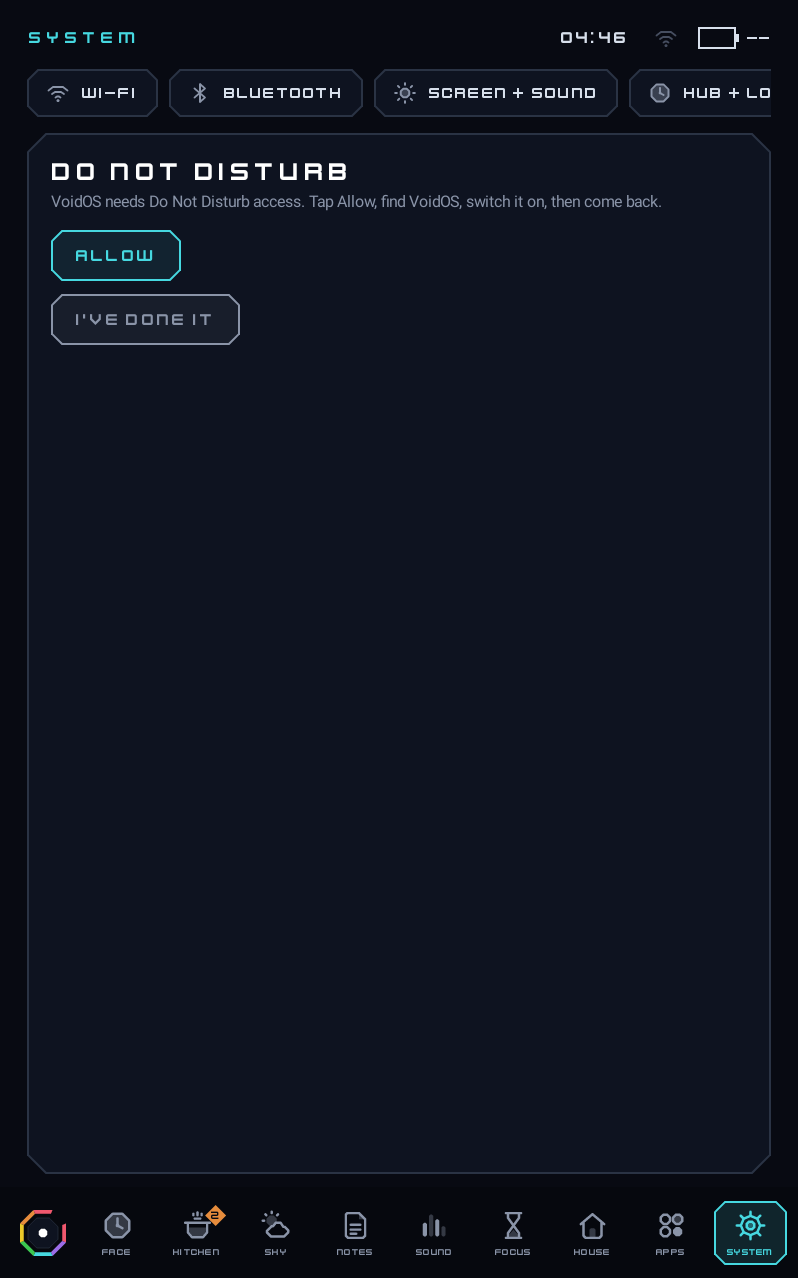 SYSTEM
04:46
--
WI-FI
BLUETOOTH
SCREEN + SOUND
HUB + LO
DO NOT DISTURB
VoidOS needs Do Not Disturb access. Tap Allow, find VoidOS, switch it on, then come back.
ALLOW
I'VE DONE IT
2
FACE
KITCHEN
SKY
NOTES
SOUND
FOCUS
HOUSE
APPS
SYSTEM